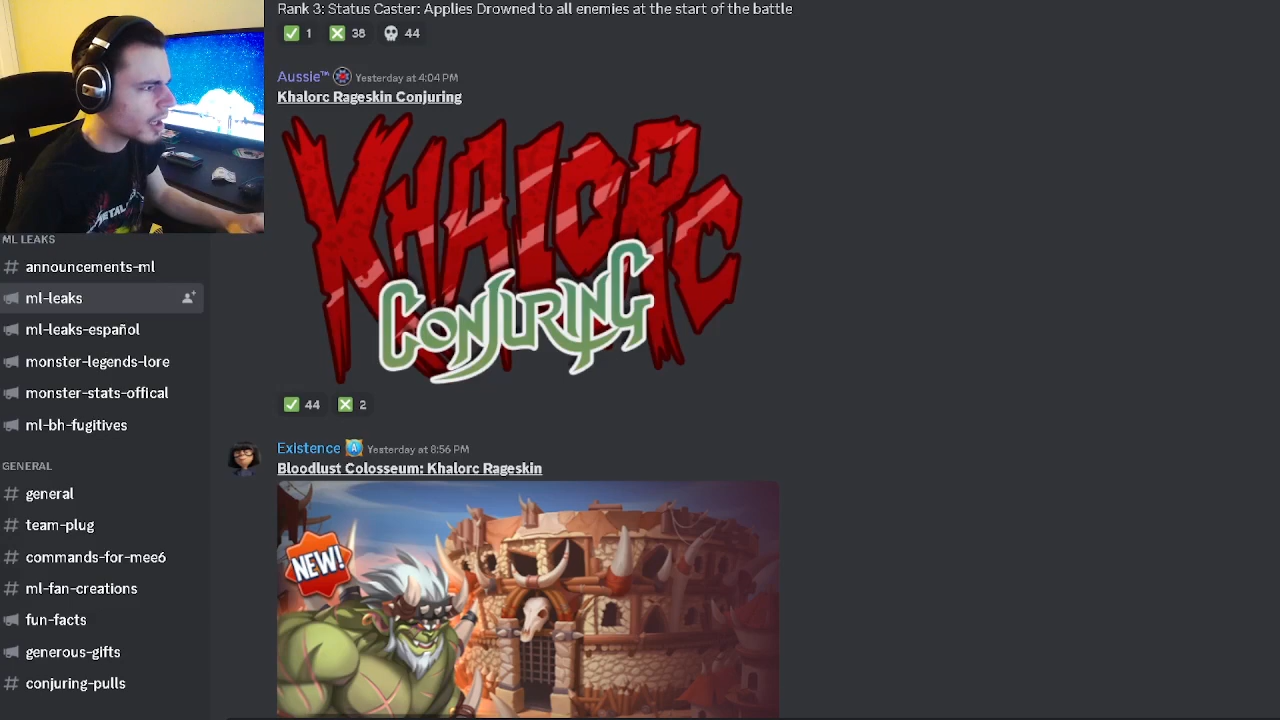 Rank 3: Status Caster: Applies Drowned to all enemies at the start of the battle
1 38 44
Aussie™ Yesterday at 4:04 PM
Khalorc Rageskin Conjuring
KHALORC
CONJURING
44 2
Existence A Yesterday at 8:56 PM
Bloodlust Colosseum: Khalorc Rageskin
NEW!
METAL
ML LEAKS
# announcements-ml
ml-leaks
ml-leaks-español
monster-legends-lore
monster-stats-offical
ml-bh-fugitives
GENERAL
# general
# team-plug
# commands-for-mee6
# ml-fan-creations
# fun-facts
generous-gifts
# conjuring-pulls